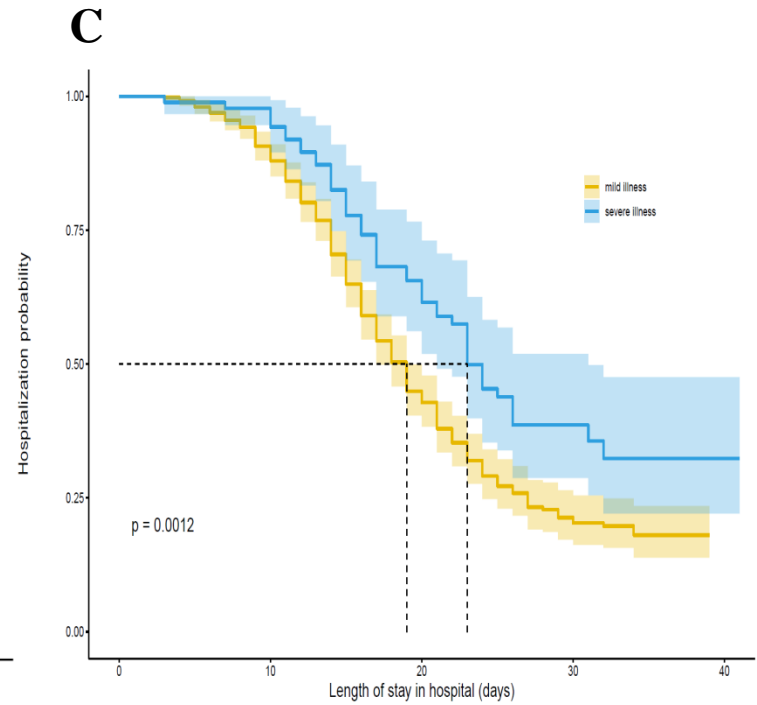 C
Hospitalization probability
1.00
0.75
0.50
0.25
0.00
mild illness
severe illness
p = 0.0012
0 10 20 30 40
Length of stay in hospital (days)